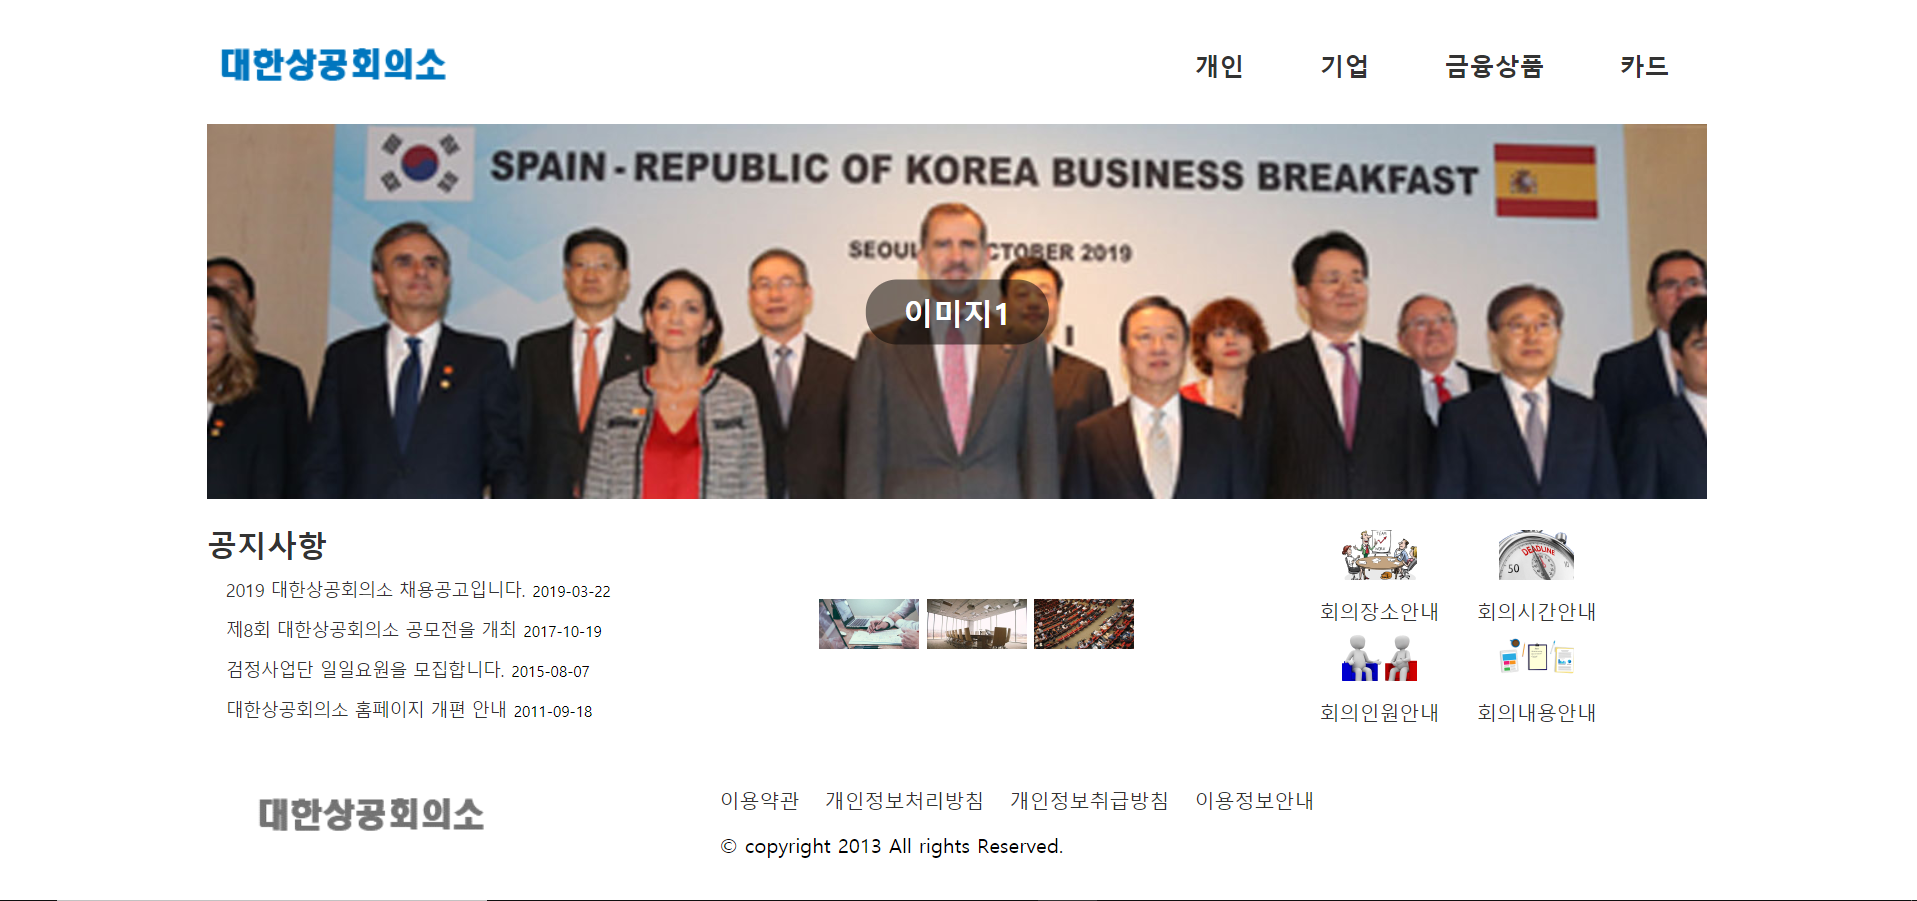 대한상공회의소
개인 기업 금융상품 카드
SPAIN - REPUBLIC OF KOREA BUSINESS BREAKFAST
SEOUL OCTOBER 2019
이미지1
공지사항
2019 대한상공회의소 채용공고입니다. 2019-03-22
제8회 대한상공회의소 공모전을 개최 2017-10-19
검정사업단 일일요원을 모집합니다. 2015-08-07
대한상공회의소 홈페이지 개편 안내 2011-09-18
DEADLINE
50
회의장소안내 회의시간안내
회의인원안내 회의내용안내
대한상공회의소
이용약관 개인정보처리방침 개인정보취급방침 이용정보안내
© copyright 2013 All rights Reserved.